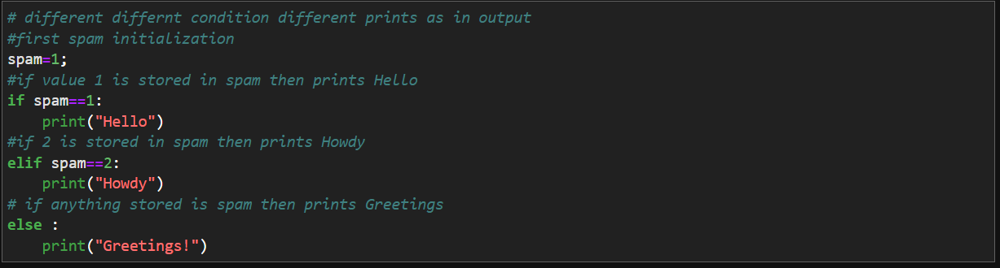 # different differnt condition different prints as in output
#first spam initialization
spam=1;
#if value 1 is stored in spam then prints Hello
if spam==1:
    print("Hello")
#if 2 is stored in spam then prints Howdy
elif spam==2:
    print("Howdy")
# if anything stored is spam then prints Greetings
else :
    print("Greetings!")